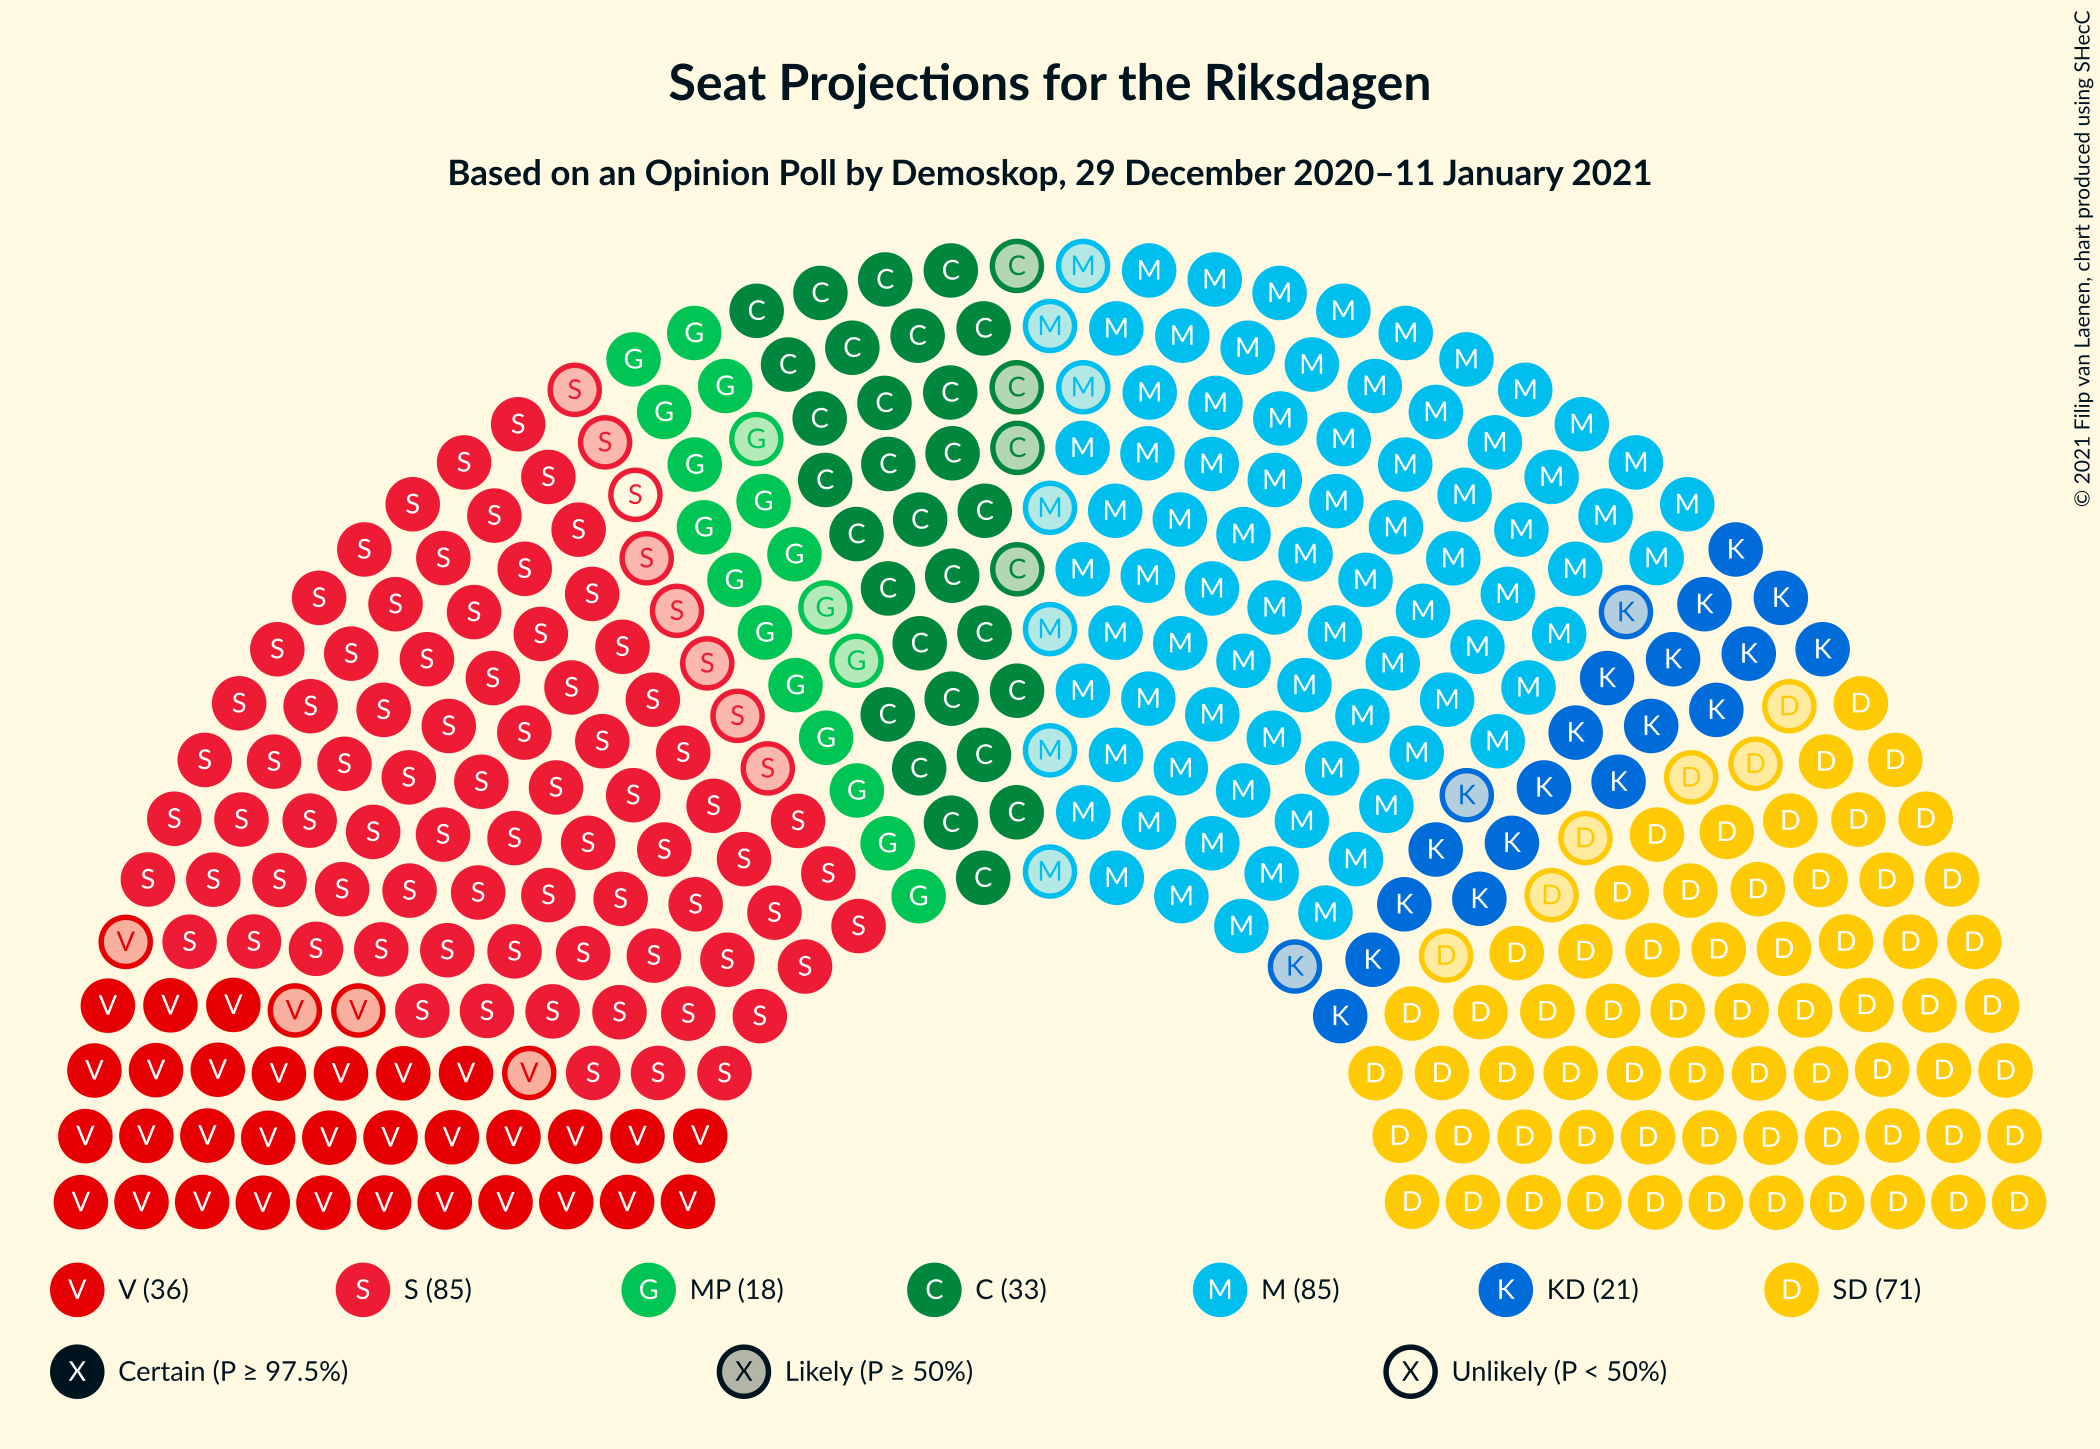 Seat Projections for the Riksdagen
Based on an Opinion Poll by Demoskop, 29 December 2020–11 January 2021
© 2021 Filip van Laenen, chart produced using SHecC
V V (36) S S (85) G MP (18) C C (33) M M (85) K KD (21) D SD (71)
X Certain (P ≥ 97.5%) X Likely (P ≥ 50%) X Unlikely (P < 50%)